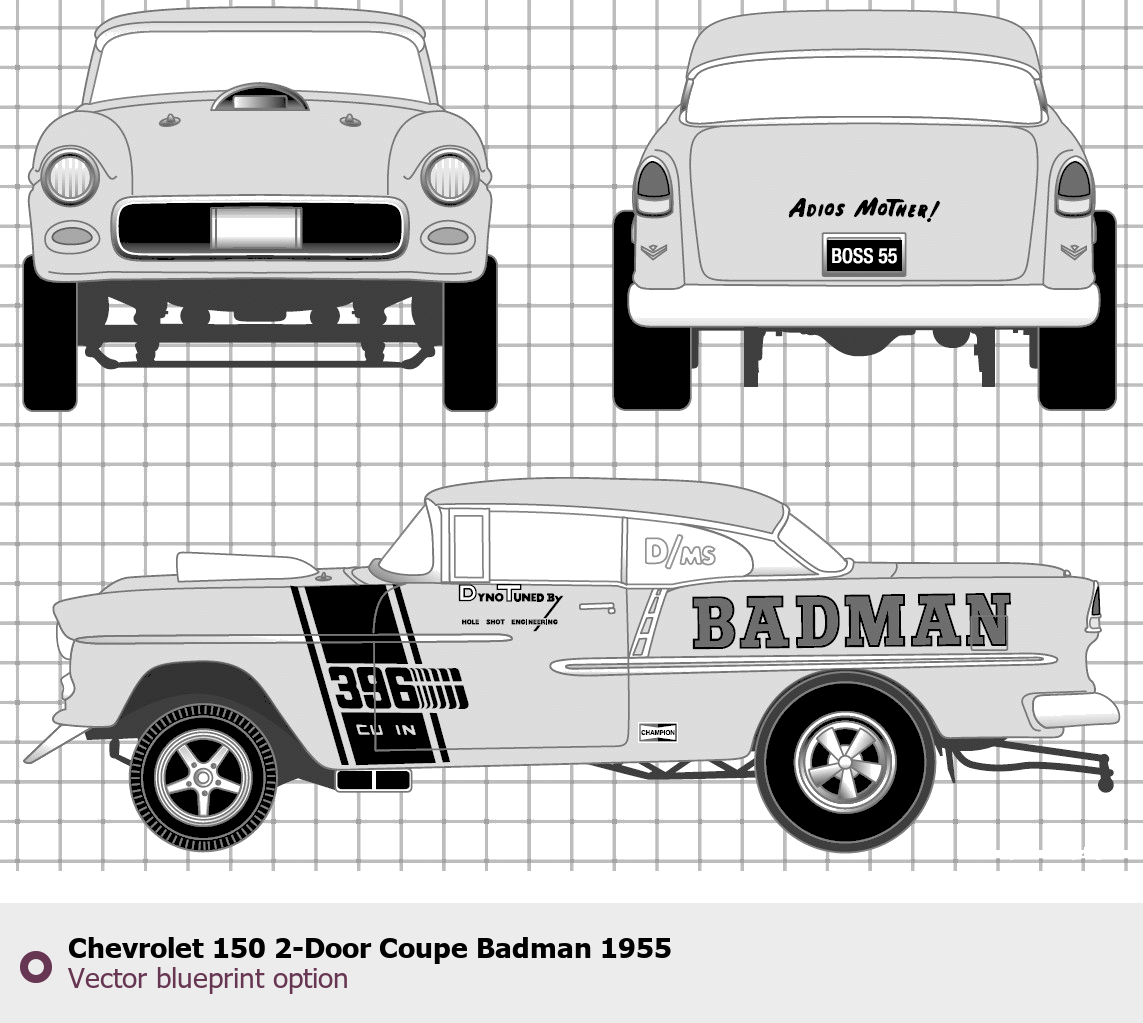 ADIOS MOTHER!
BOSS 55
D/MS
DYNOTUNED BY
HOLE SHOT ENGINEERING
BADMAN
396
CU IN
CHAMPION
Chevrolet 150 2-Door Coupe Badman 1955
Vector blueprint option